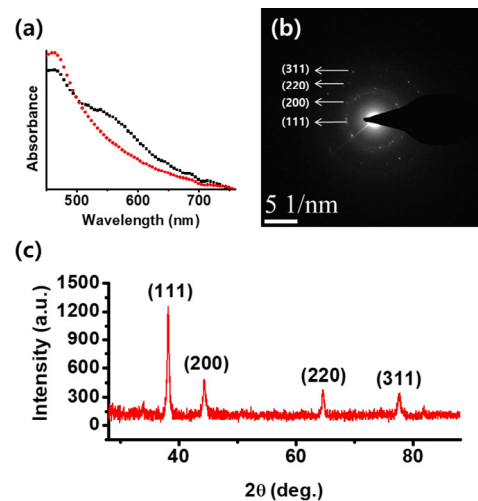 (a)
Absorbance
500 600 700
Wavelength (nm)
(b)
(311)
(220)
(200)
(111)
5 1/nm
(c)
Intensity (a.u.)
1500
1200
900
600
300
0
(111)
(200)
(220)
(311)
40 60 80
2θ (deg.)